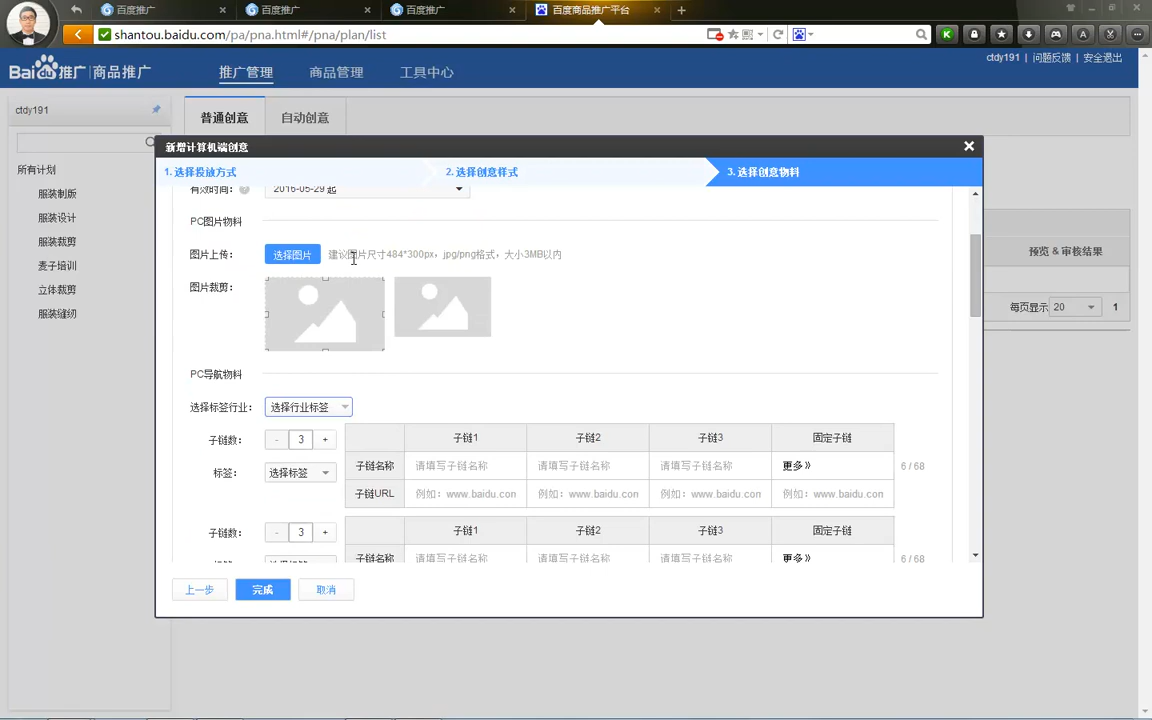 百度推广
百度推广
百度推广
百度商品推广平台
shantou.baidu.com/pa/pna.html#/pna/plan/list
Bai du 推广 | 商品推广
推广管理
商品管理
工具中心
ctdy191 | 问题反馈 | 安全退出
ctdy191
普通创意
自动创意
所有计划
服装制版
服装设计
服装裁剪
麦子培训
立体裁剪
服装缝纫
预览 & 审核结果
每页显示 20 1
新增计算机端创意
1. 选择投放方式
2. 选择创意样式
3. 选择创意物料
有效时间: 2016-05-29 起
PC图片物料
图片上传: 选择图片 建议图片尺寸484*300px, jpg/png格式, 大小3MB以内
图片裁剪:
PC导航物料
选择标签行业: 选择行业标签
子链数: - 3 + 子链1 子链2 子链3 固定子链
标签: 选择标签 子链名称 请填写子链名称 请填写子链名称 请填写子链名称 更多» 6 / 68
子链URL 例如: www.baidu.con 例如: www.baidu.con 例如: www.baidu.con 例如: www.baidu.con
子链数: - 3 + 子链1 子链2 子链3 固定子链
子链名称 请填写子链名称 请填写子链名称 请填写子链名称 更多» 6 / 68
上一步
完成
取消